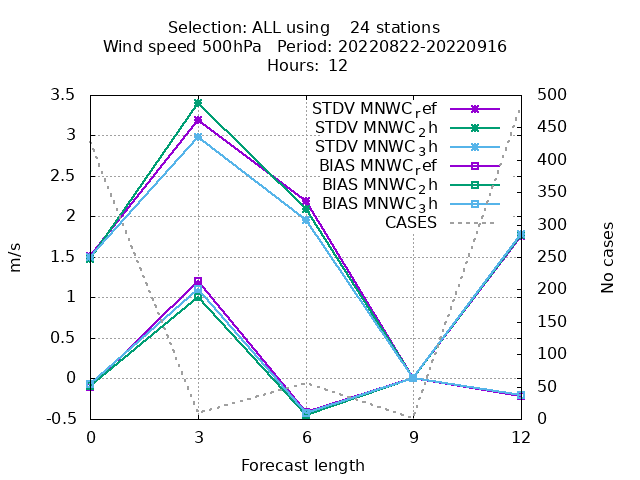 Selection: ALL using    24 stations
Wind speed 500hPa   Period: 20220822-20220916
Hours:  12
3.5
3
2.5
2
1.5
1
0.5
0
-0.5
m/s
STDV MNWC_ref
STDV MNWC_2h
STDV MNWC_3h
BIAS MNWC_ref
BIAS MNWC_2h
BIAS MNWC_3h
CASES
500
450
400
350
300
250
200
150
100
50
0
No cases
0
3
6
9
12
Forecast length